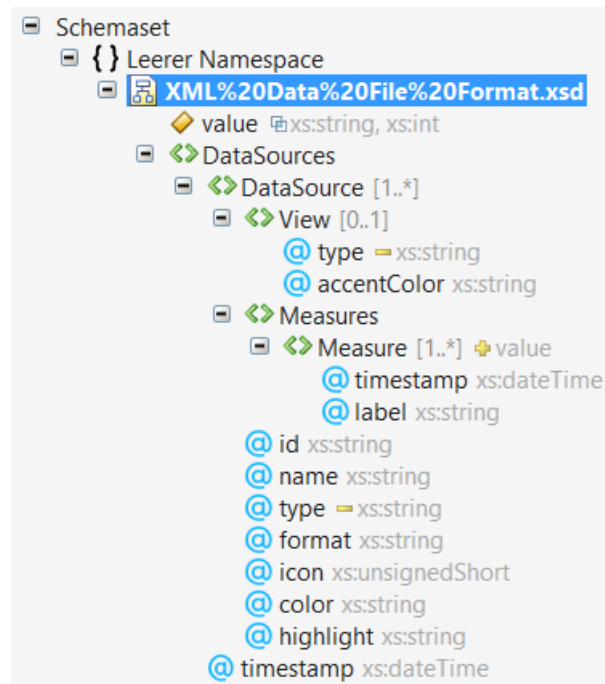 Schemaset
{ } Leerer Namespace
XML%20Data%20File%20Format.xsd
value xs:string, xs:int
DataSources
DataSource [1..*]
View [0..1]
@ type xs:string
@ accentColor xs:string
Measures
Measure [1..*] value
@ timestamp xs:dateTime
@ label xs:string
@ id xs:string
@ name xs:string
@ type xs:string
@ format xs:string
@ icon xs:unsignedShort
@ color xs:string
@ highlight xs:string
@ timestamp xs:dateTime